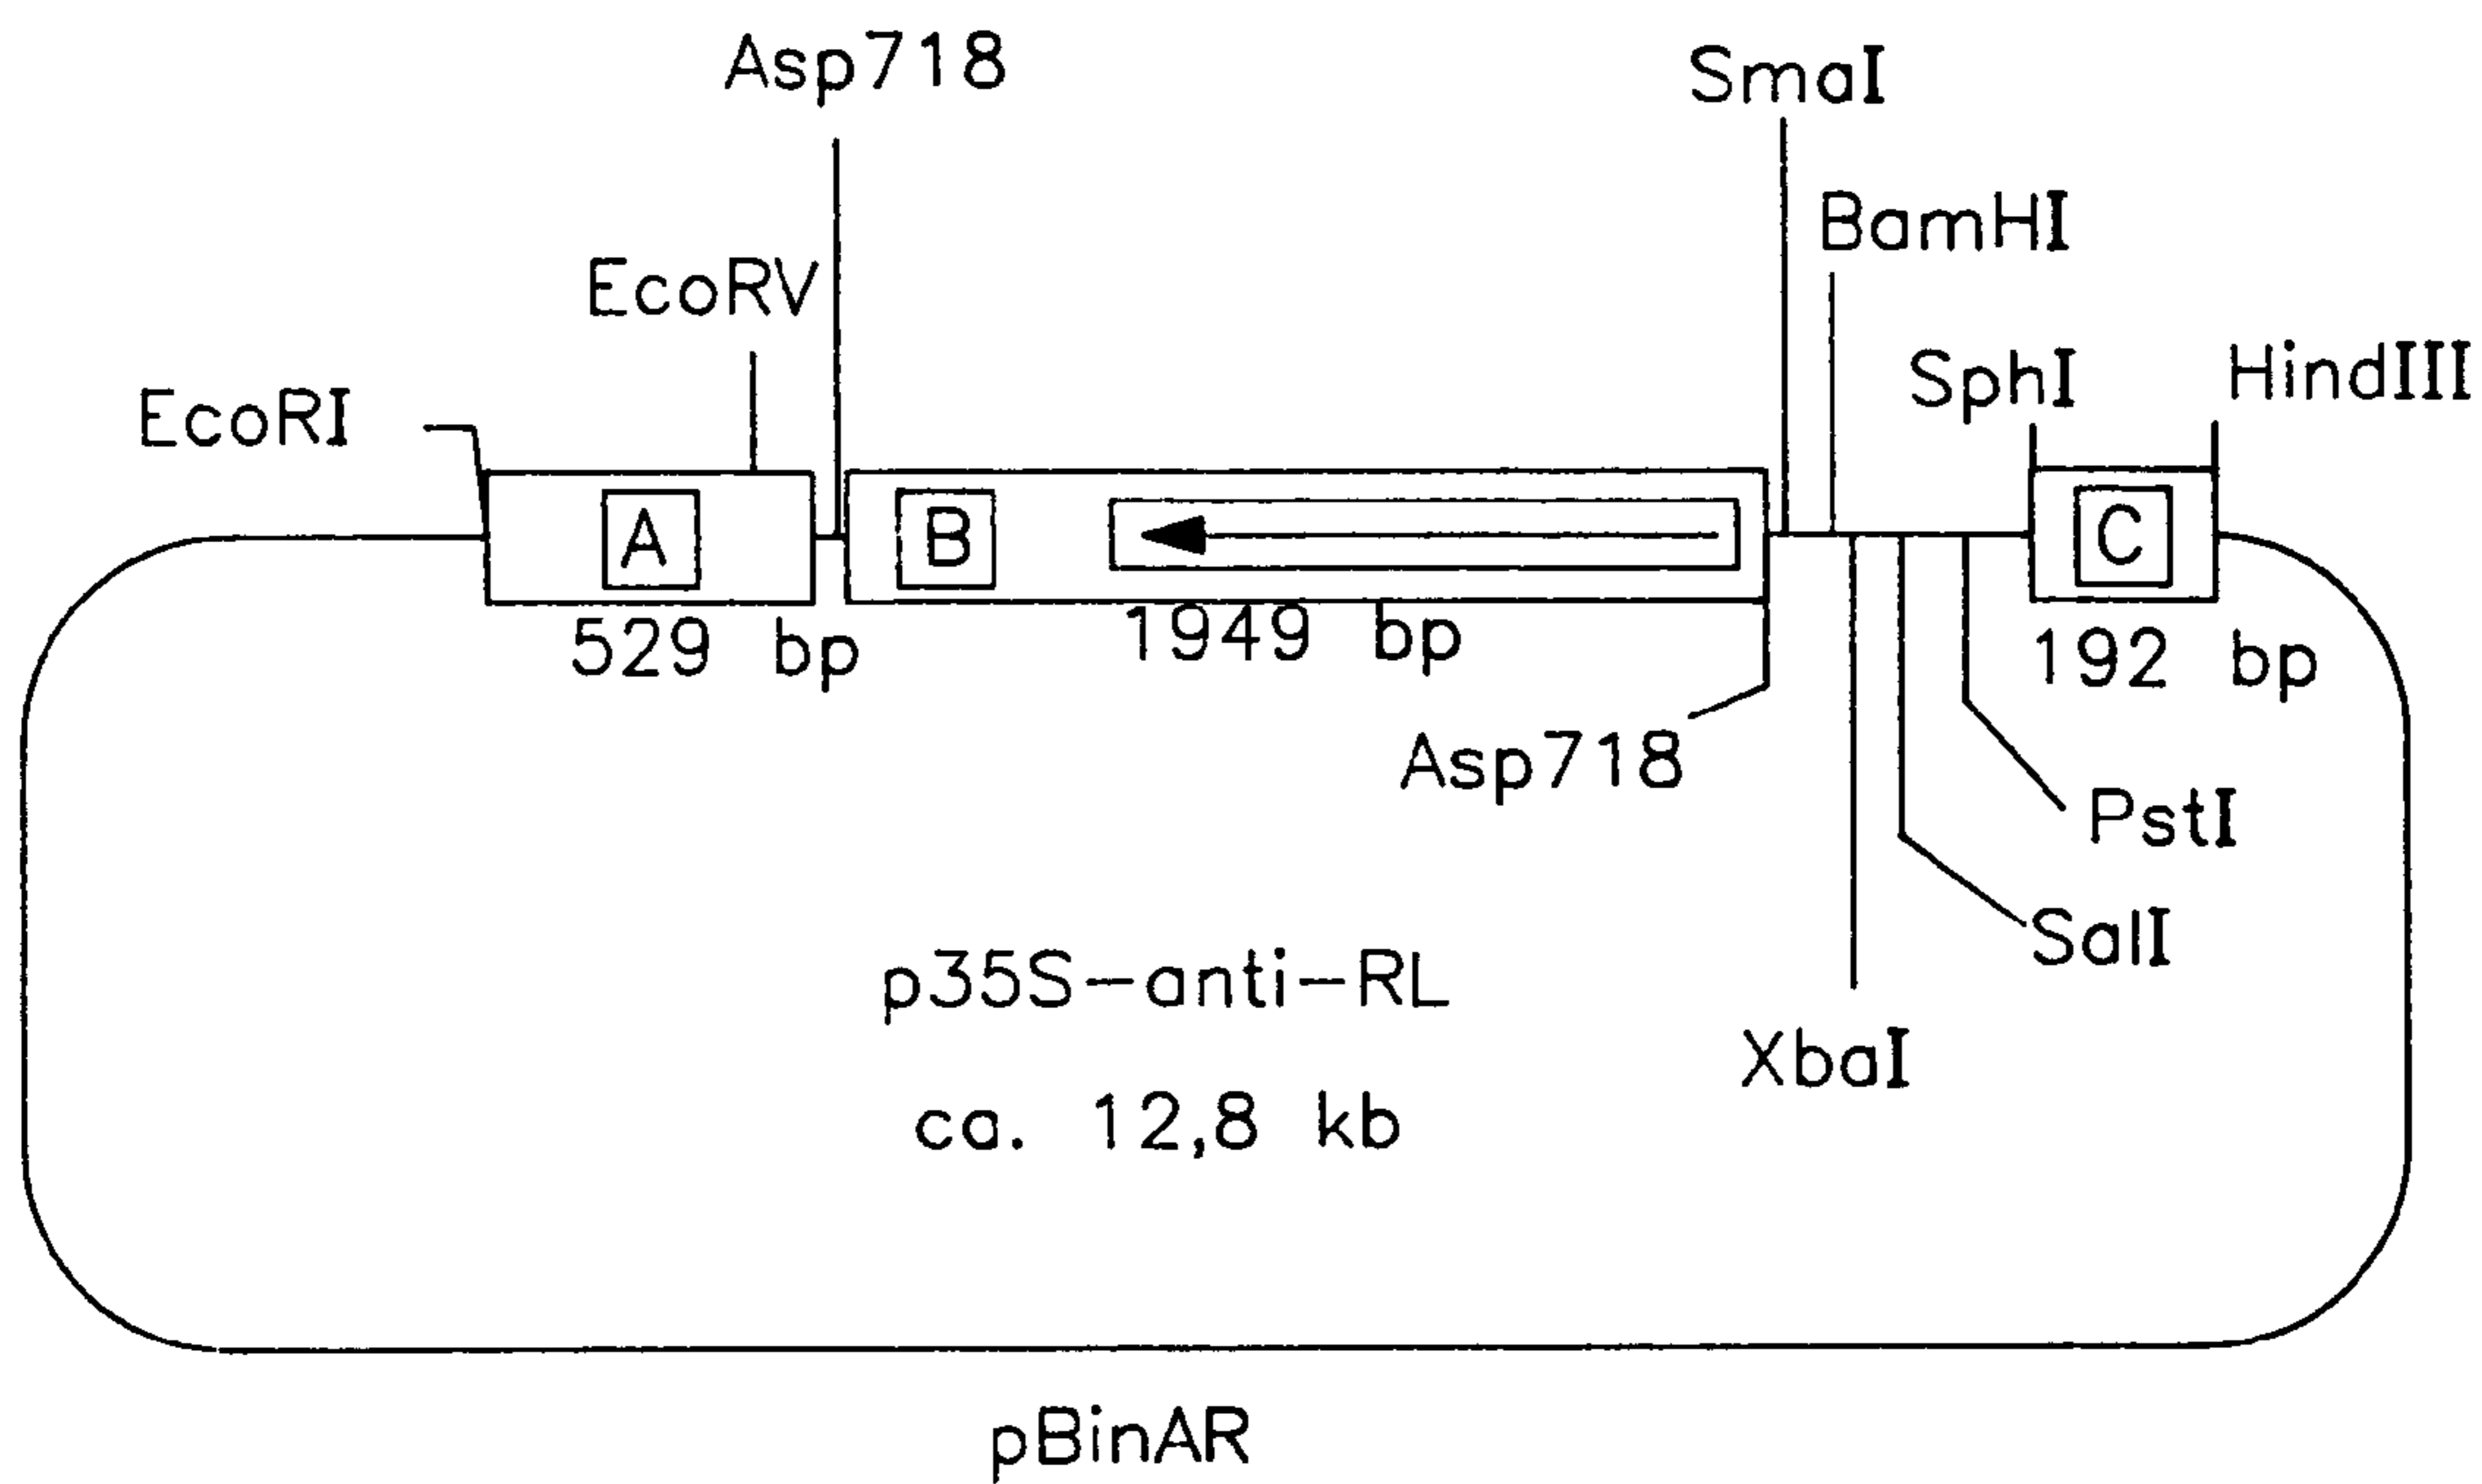 Asp718
SmaI
BamHI
EcoRV
SphI
HindIII
EcoRI
A
B
C
529 bp
1949 bp
192 bp
Asp718
PstI
SalI
p35S-anti-RL
XbaI
ca. 12,8 kb
pBinAR